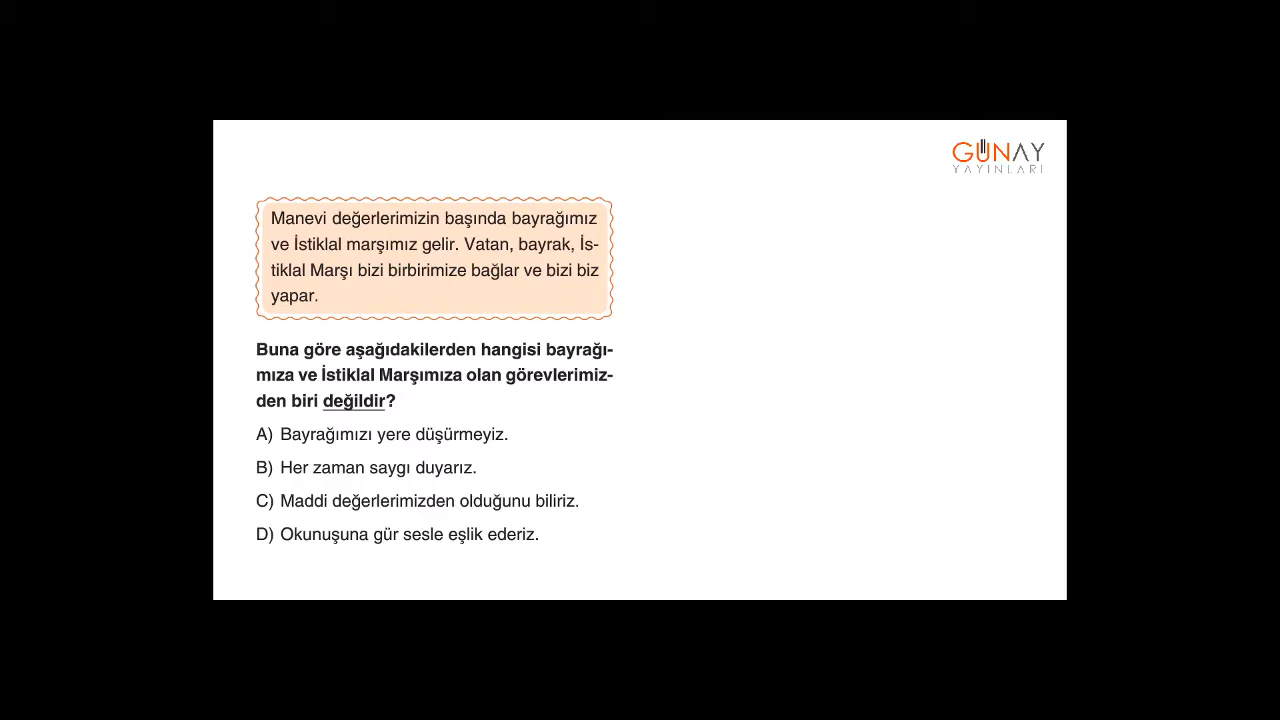 GÜNAY
YAYINLARI
Manevi değerlerimizin başında bayrağımız
ve İstiklal marşımız gelir. Vatan, bayrak, İs-
tiklal Marşı bizi birbirimize bağlar ve bizi biz
yapar.
Buna göre aşağıdakilerden hangisi bayrağı-
mıza ve İstiklal Marşımıza olan görevlerimiz-
den biri değildir?
A) Bayrağımızı yere düşürmeyiz.
B) Her zaman saygı duyarız.
C) Maddi değerlerimizden olduğunu biliriz.
D) Okunuşuna gür sesle eşlik ederiz.